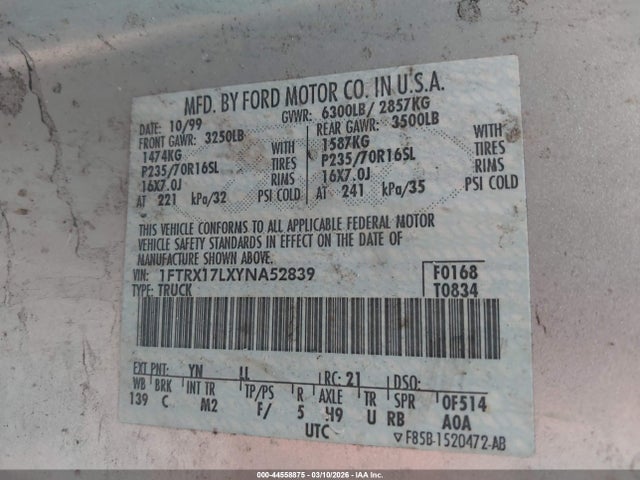 MFD. BY FORD MOTOR CO. IN U.S.A.
DATE: 10/99 GVWR: 6300LB/ 2857KG
FRONT GAWR: 3250LB REAR GAWR: 3500LB
1474KG WITH 1587KG WITH
P235/70R16SL TIRES P235/70R16SL TIRES
16X7.0J RIMS 16X7.0J RIMS
AT 221 kPa/32 PSI COLD AT 241 kPa/35 PSI COLD
THIS VEHICLE CONFORMS TO ALL APPLICABLE FEDERAL MOTOR
VEHICLE SAFETY STANDARDS IN EFFECT ON THE DATE OF
MANUFACTURE SHOWN ABOVE.
VIN: 1FTRX17LXYNA52839 F0168
TYPE: TRUCK T0834
EXT PNT: YN LL RC: 21 DSO:
WB BRK INT TR TP/PS R AXLE TR SPR 0F514
139 C M2 F/ 5 H9 U RB A0A
UTC F85B-1520472-AB
000-44558875 - 03/10/2026 - IAAI.COM